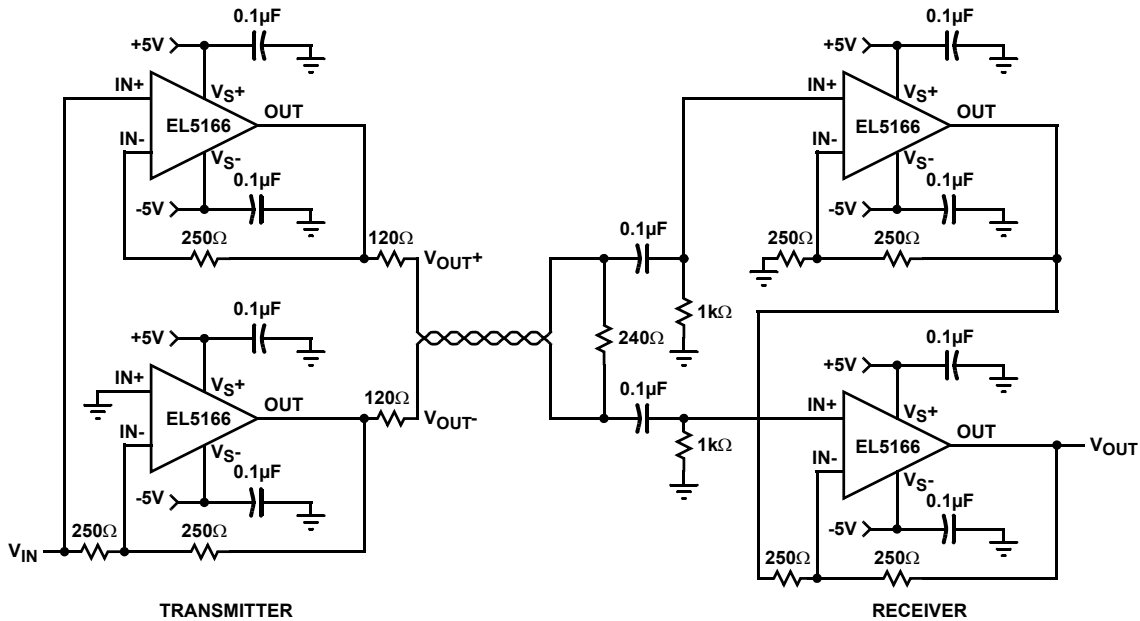 0.1µF
+5V
IN+
VS+
OUT
EL5166
IN-
VS-
0.1µF
-5V
250Ω
120Ω
VOUT+
0.1µF
+5V
IN+
VS+
OUT
EL5166
IN-
VS-
0.1µF
-5V
120Ω
VOUT-
250Ω
250Ω
VIN
TRANSMITTER
0.1µF
1kΩ
240Ω
0.1µF
1kΩ
0.1µF
+5V
IN+
VS+
OUT
EL5166
IN-
VS-
0.1µF
-5V
250Ω
250Ω
0.1µF
+5V
IN+
VS+
OUT
EL5166
IN-
VS-
0.1µF
-5V
VOUT
250Ω
250Ω
RECEIVER